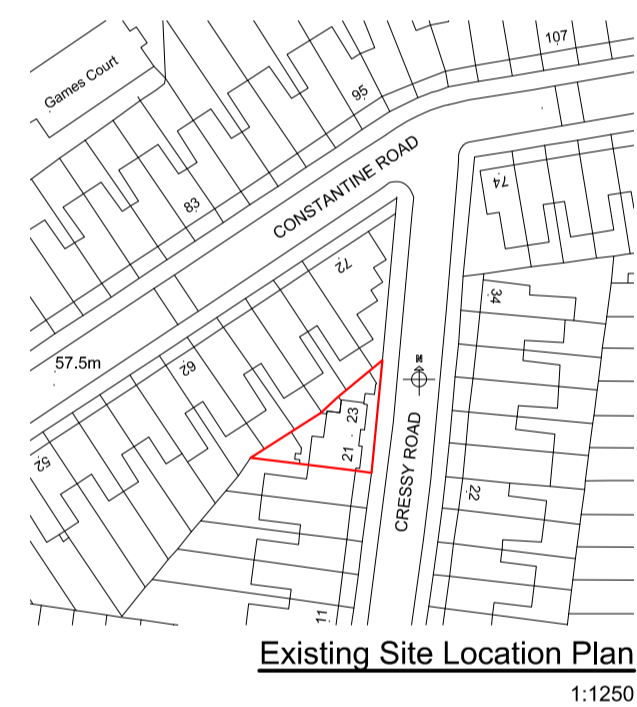 107
Games Court
95
74
83
CONSTANTINE ROAD
72
34
57.5m
62
N
23
21
52
CRESSY ROAD
22
11
Existing Site Location Plan
1:1250